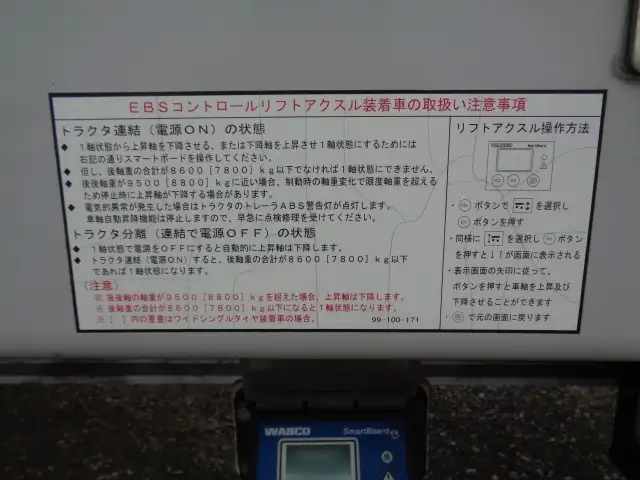 EBSコントロールリフトアクスル装着車の取扱い注意事項
トラクタ連結(電源ON)の状態
◆ 1軸状態から上昇軸を下降させる、または下降軸を上昇させ1軸状態にするためには
右記の通りスマートボードを操作してください。
◆ 但し、後軸重の合計が8600[7800]kg以下でなければ1軸状態にできません。
◆ 後後軸重が9500[8800]kgに近い場合、制動時の軸重変化で限度軸重を超える
ため停止時に上昇軸が下降する場合があります。
◆ 電気的異常が発生した場合はトラクタのトレーラABS警告灯が点灯します。
車軸自動昇降機能は停止しますので、早急に点検修理を受けてください。
トラクタ分離(連結で電源OFF)の状態
◆ 1軸状態で電源をOFFにすると自動的に上昇軸は下降します。
◆ トラクタ連結(電源ON)すると、後軸重の合計が8600[7800]kg以下
であれば1軸状態になります。
[注意]
※ 後後軸の軸重が9500[8800]kgを超えた場合、上昇軸は下降します。
※ 後軸重の合計が8600[7800]kg以下になると1軸状態になります。
※ [ ]内の重量はワイドシングルタイヤ装着車の場合。
99-100-171
リフトアクスル操作方法
・ボタンで を選択し
ボタンを押す
・同様に を選択し ボタン
を押すと↓↑が画面に表示される
・表示画面の矢印に従って、
ボタンを押すと車軸を上昇及び
下降させることができます
・ で元の画面に戻ります
WABCO SmartBoard